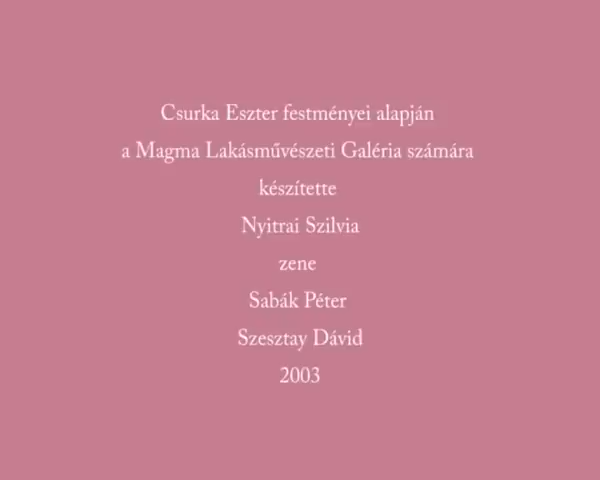 Csurka Eszter festményei alapján
a Magma Lakásművészeti Galéria számára
készítette
Nyitrai Szilvia
zene
Sabák Péter
Szesztay Dávid
2003